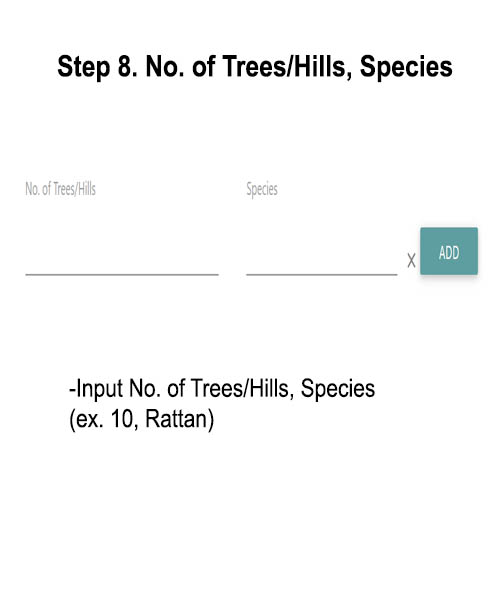 Step 8. No. of Trees/Hills, Species
No. of Trees/Hills Species
X ADD
-Input No. of Trees/Hills, Species
(ex. 10, Rattan)